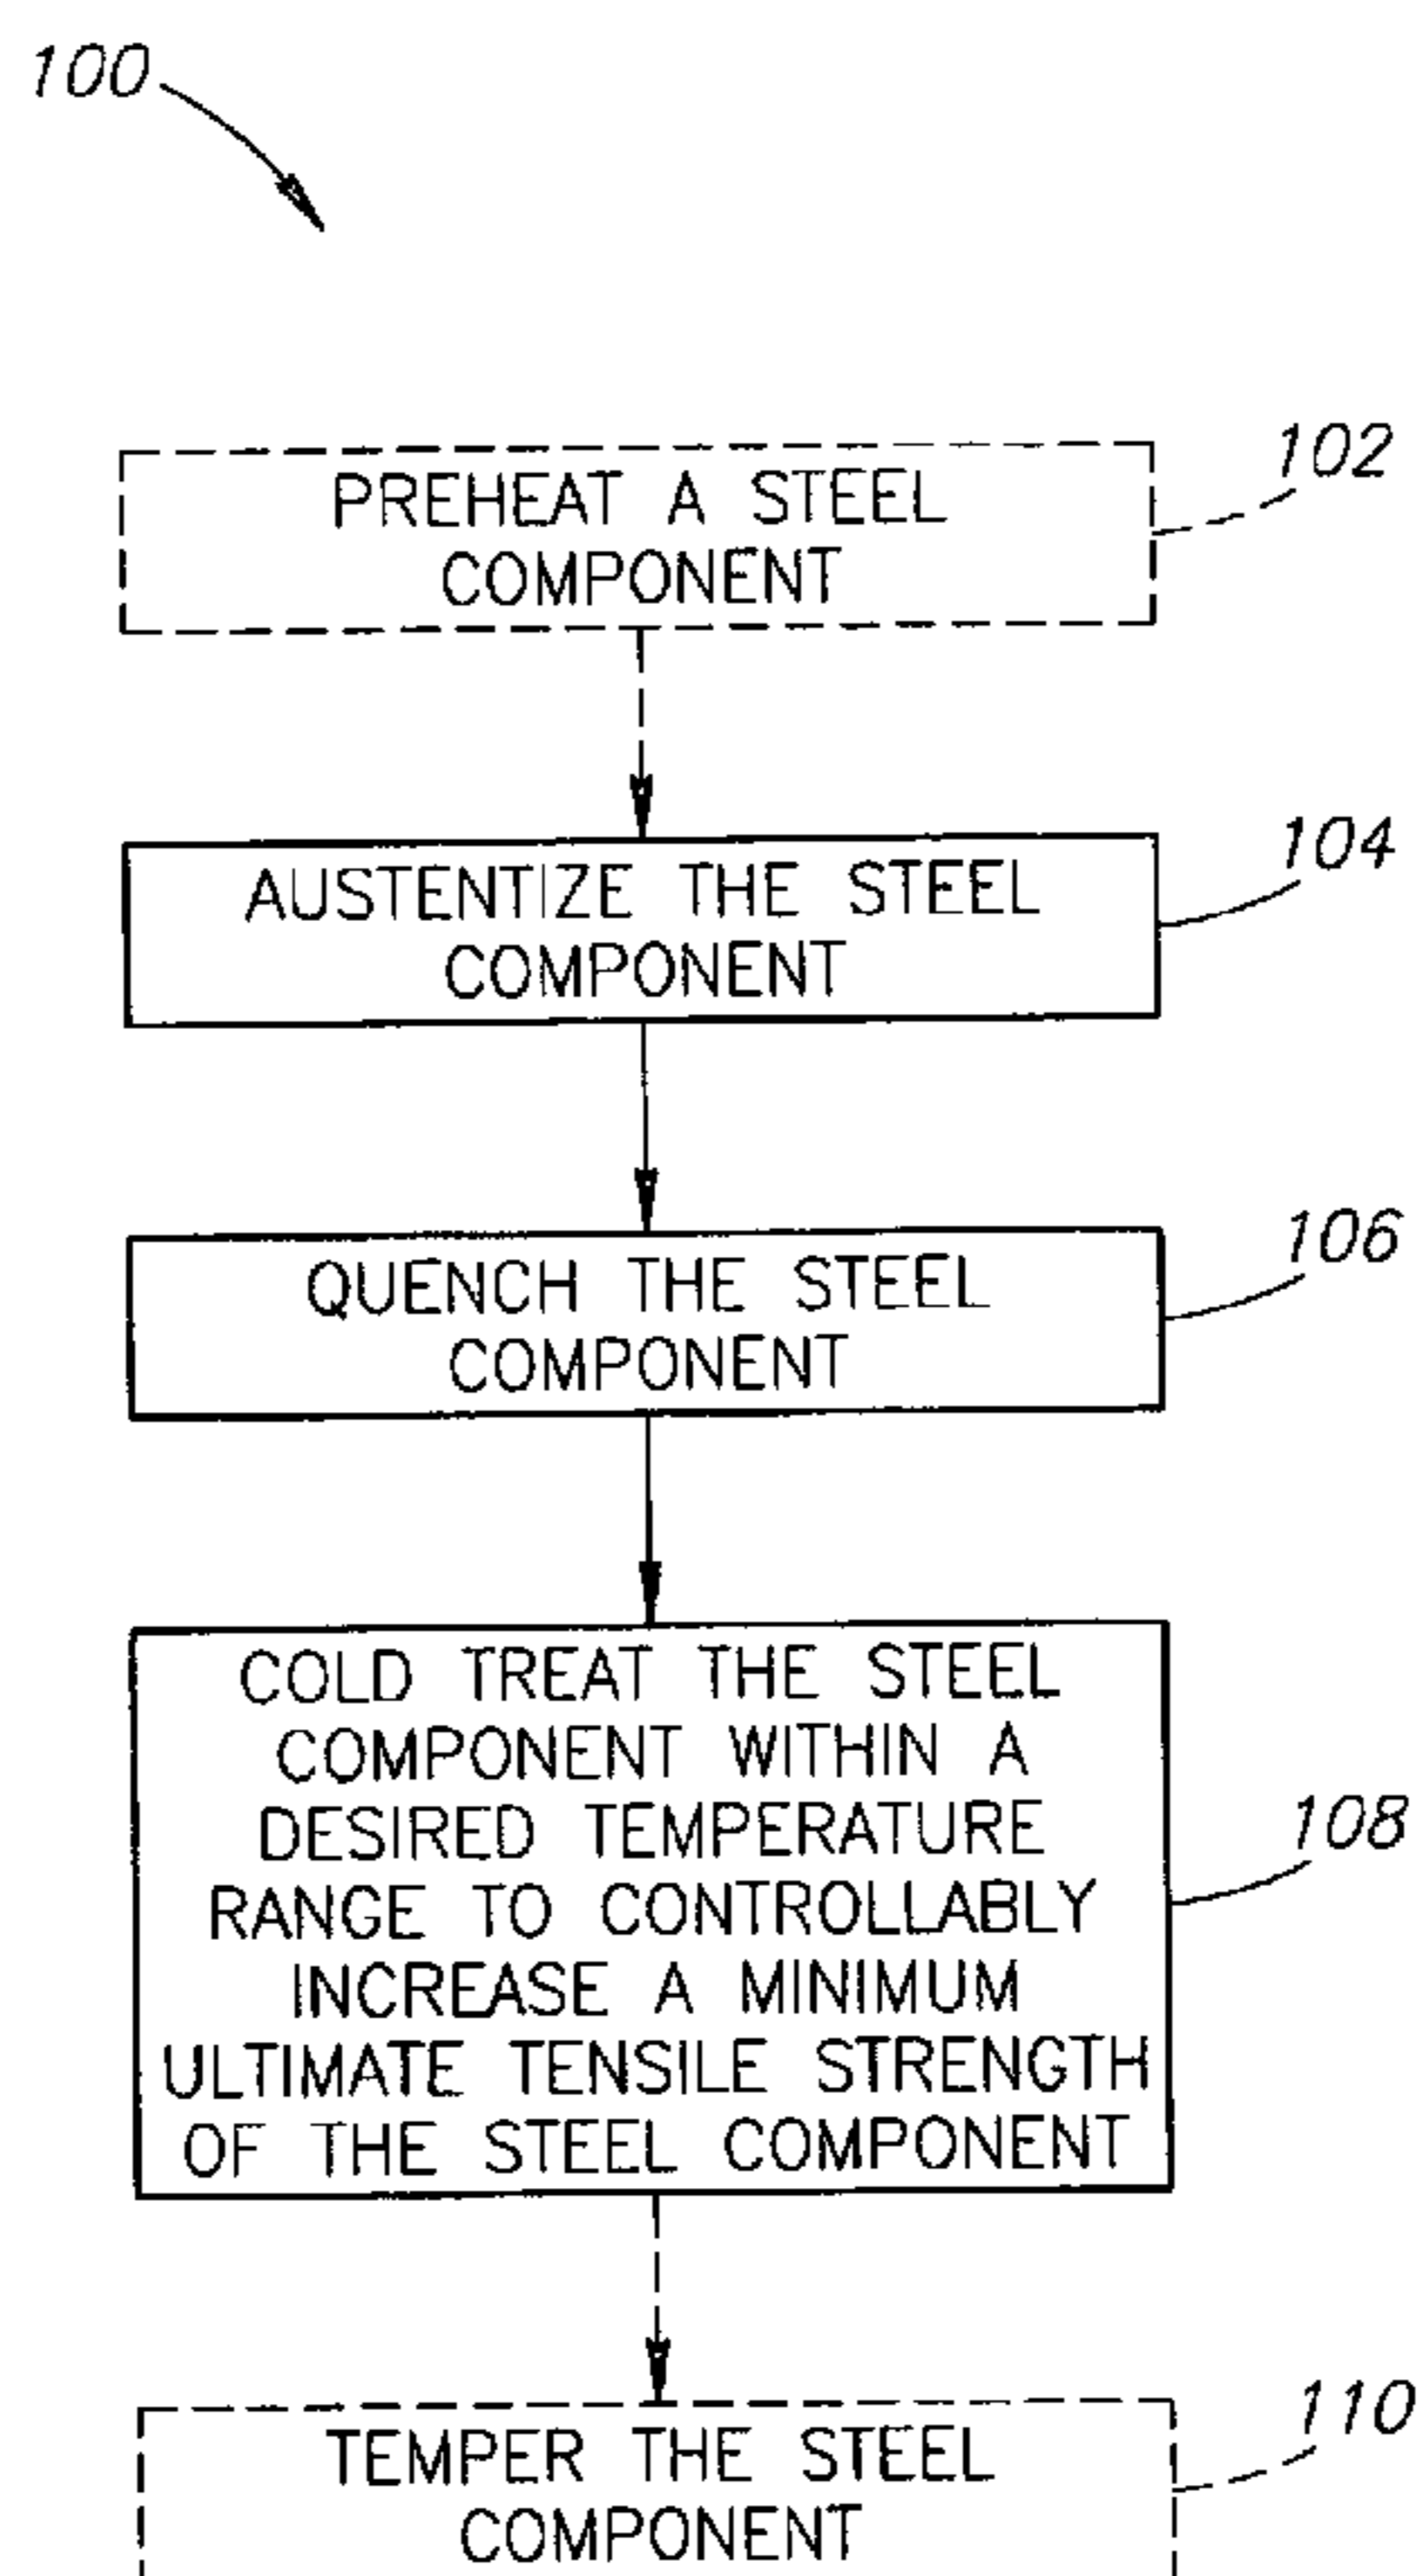 100
102
PREHEAT A STEEL
COMPONENT
104
AUSTENTIZE THE STEEL
COMPONENT
106
QUENCH THE STEEL
COMPONENT
COLD TREAT THE STEEL
COMPONENT WITHIN A
DESIRED TEMPERATURE
108
RANGE TO CONTROLLABLY
INCREASE A MINIMUM
ULTIMATE TENSILE STRENGTH
OF THE STEEL COMPONENT
110
TEMPER THE STEEL
COMPONENT